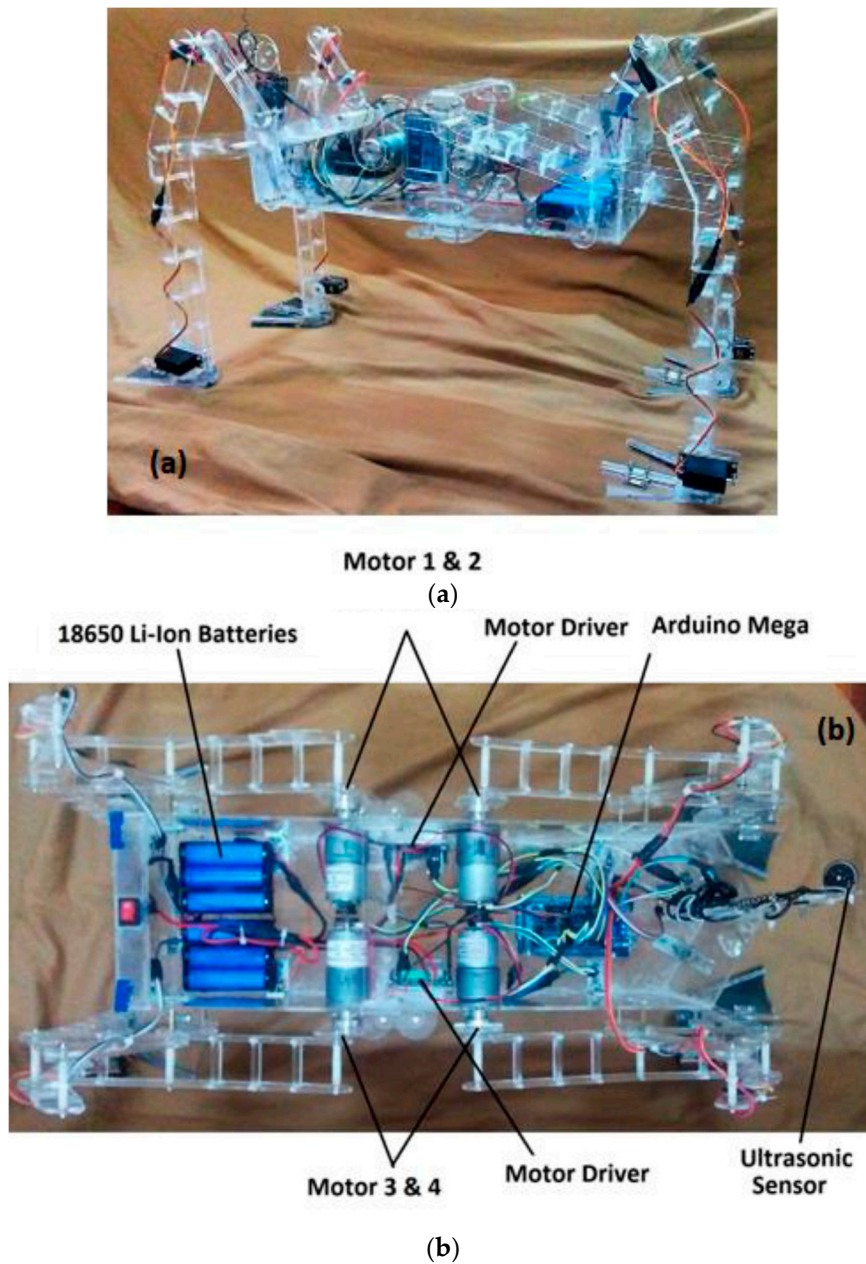 (a)
Motor 1 & 2
(a)
18650 Li-Ion Batteries
Motor Driver
Arduino Mega
(b)
Motor 3 & 4
Motor Driver
Ultrasonic
Sensor
(b)